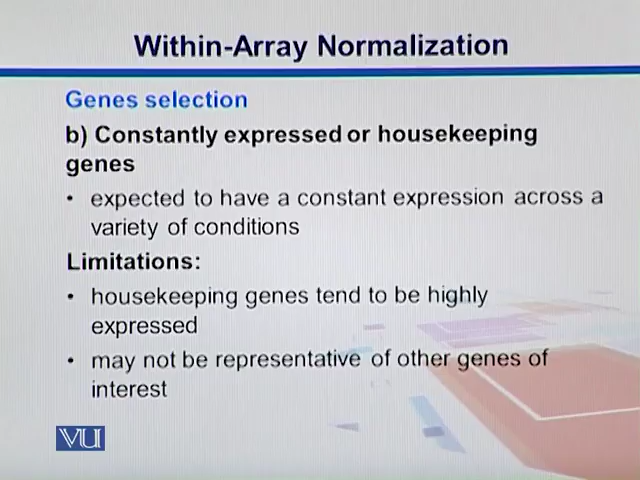 Within-Array Normalization
Genes selection
b) Constantly expressed or housekeeping
genes
• expected to have a constant expression across a
variety of conditions
Limitations:
• housekeeping genes tend to be highly
expressed
• may not be representative of other genes of
interest
VU